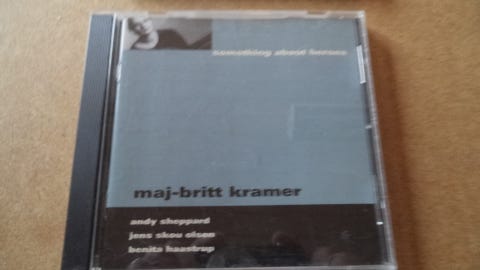 something about heroes
maj-britt kramer
andy sheppard
jens skou olsen
benita haastrup